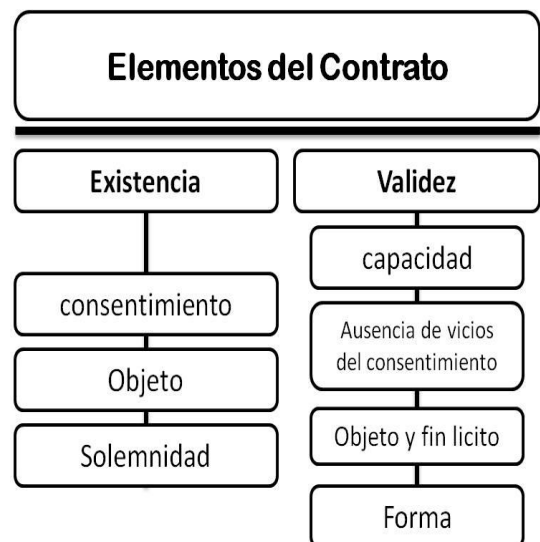 Elementos del Contrato
Existencia
consentimiento
Objeto
Solemnidad
Validez
capacidad
Ausencia de vicios
del consentimiento
Objeto y fin licito
Forma